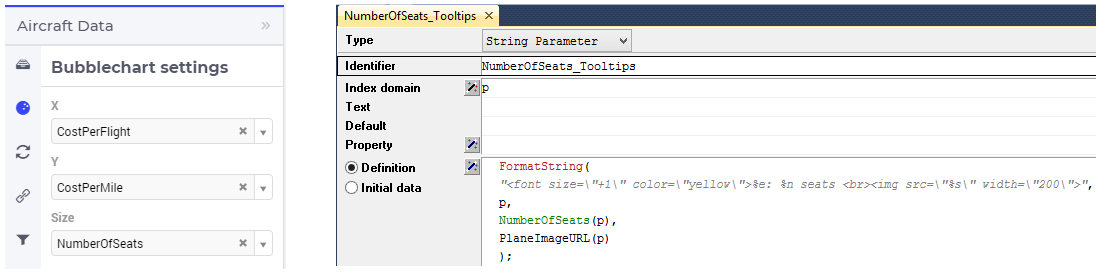 Aircraft Data »
Bubblechart settings
X
CostPerFlight × ▾
Y
CostPerMile × ▾
Size
NumberOfSeats × ▾
NumberOfSeats_Tooltips ×
Type String Parameter
Identifier NumberOfSeats_Tooltips
Index domain p
Text
Default
Property
Definition
Initial data
FormatString(
"<font size=\"+1\" color=\"yellow\">%e: %n seats <br><img src=\"%s\" width=\"200\">",
p,
NumberOfSeats(p),
PlaneImageURL(p)
);